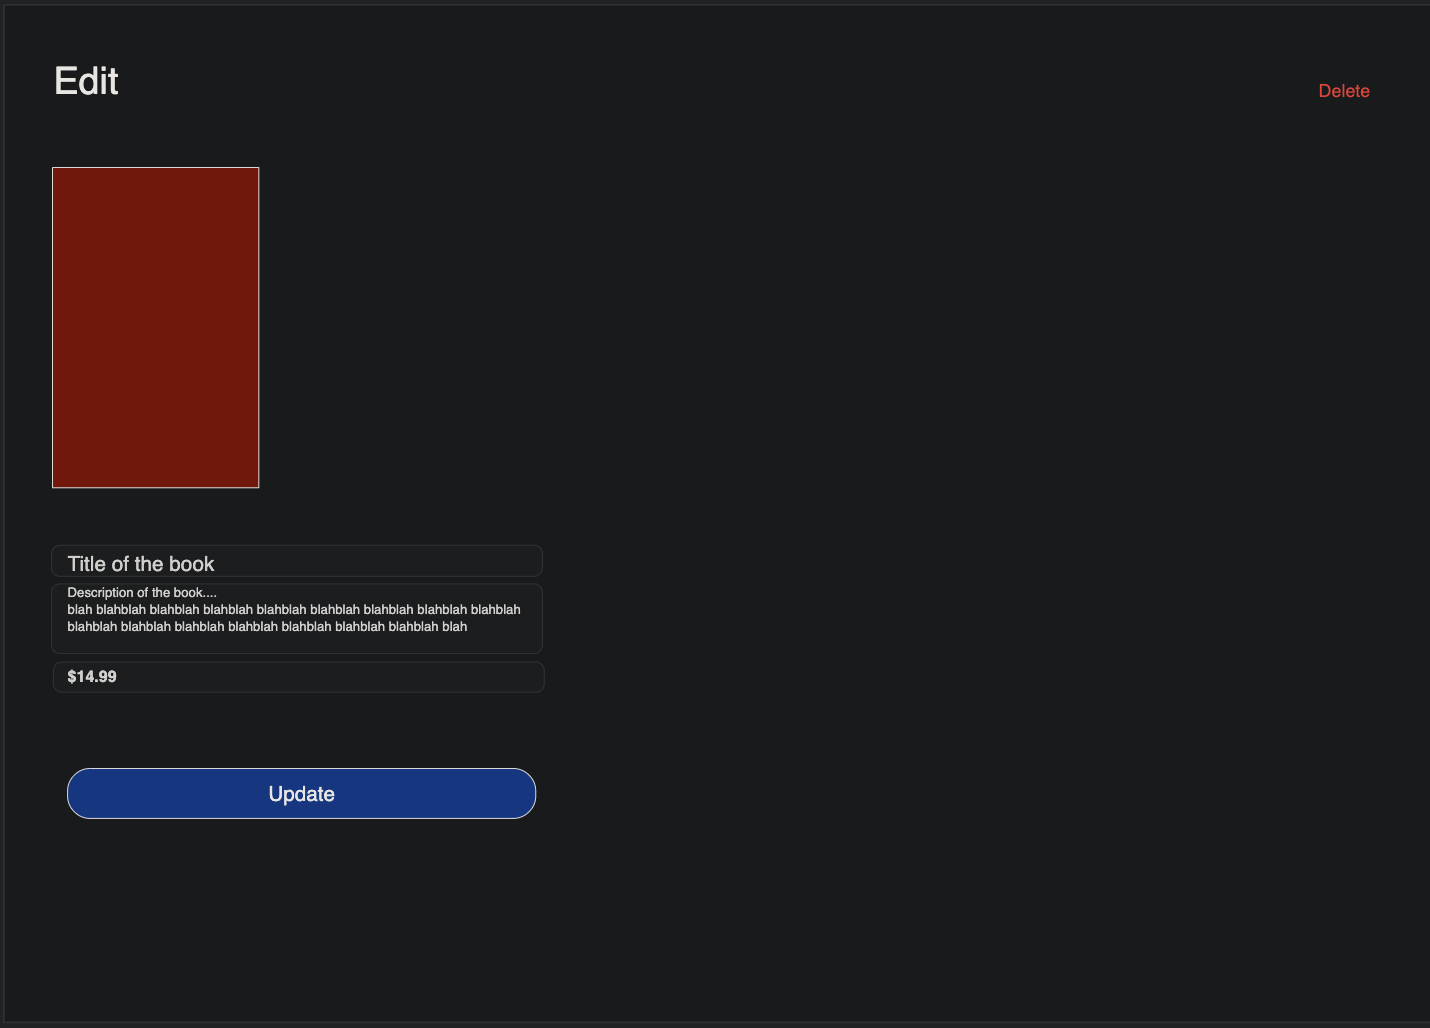 Edit
Delete
Title of the book
Description of the book....
blah blahblah blahblah blahblah blahblah blahblah blahblah blahblah blahblah
blahblah blahblah blahblah blahblah blahblah blahblah blahblah blah
$14.99
Update